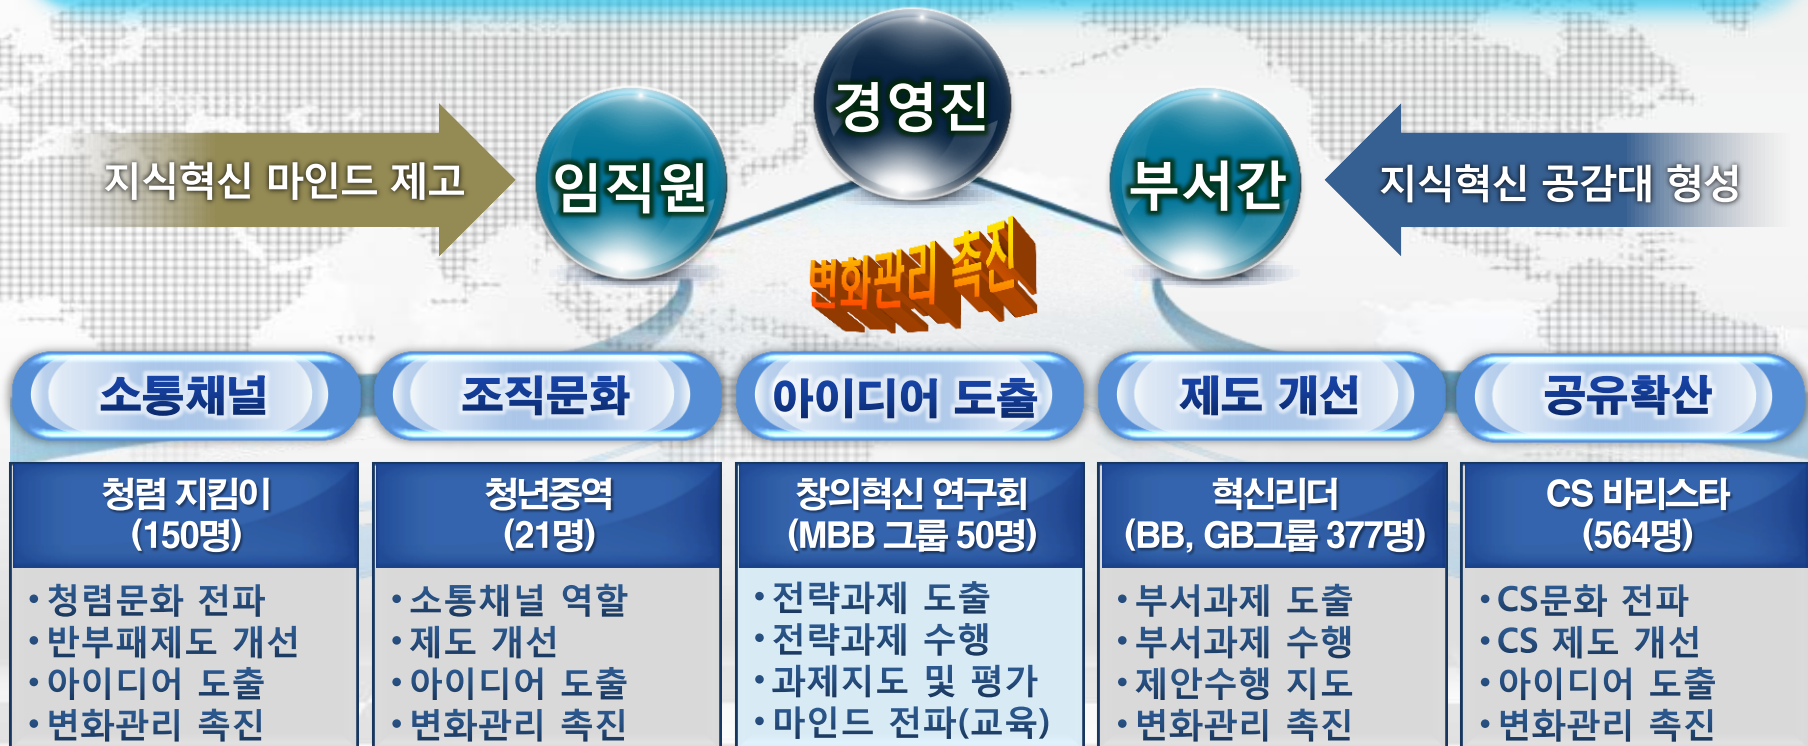 경영진
임직원
부서간
지식혁신 마인드 제고
지식혁신 공감대 형성
변화관리 촉진
소통채널
조직문화
아이디어 도출
제도 개선
공유확산
청렴 지킴이
(150명)
• 청렴문화 전파
• 반부패제도 개선
• 아이디어 도출
• 변화관리 촉진
청년중역
(21명)
• 소통채널 역할
• 제도 개선
• 아이디어 도출
• 변화관리 촉진
창의혁신 연구회
(MBB 그룹 50명)
• 전략과제 도출
• 전략과제 수행
• 과제지도 및 평가
• 마인드 전파(교육)
혁신리더
(BB, GB그룹 377명)
• 부서과제 도출
• 부서과제 수행
• 제안수행 지도
• 변화관리 촉진
CS 바리스타
(564명)
• CS문화 전파
• CS 제도 개선
• 아이디어 도출
• 변화관리 촉진